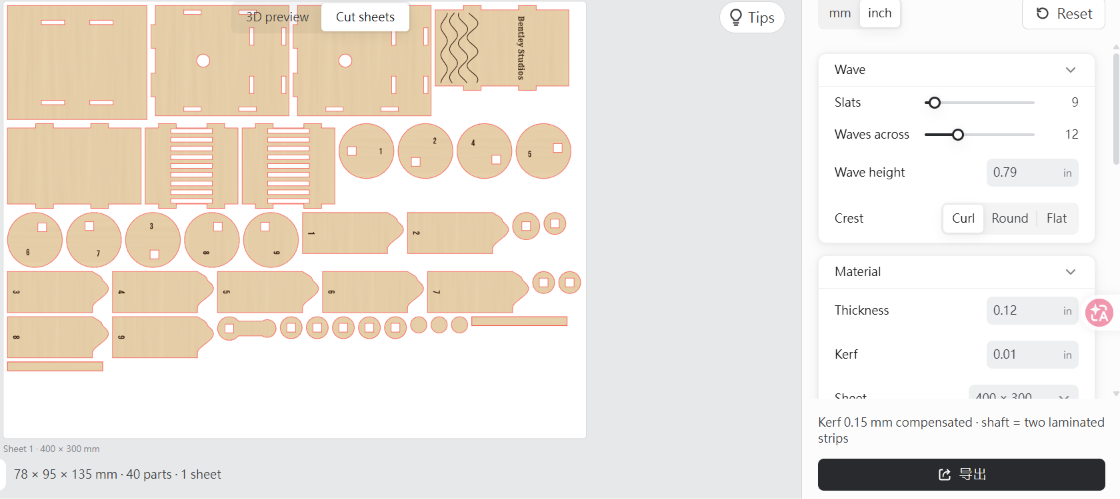 3D preview
Cut sheets
Bentley Studios
1
2
4
5
6
7
3
8
9
1
2
3
4
5
6
7
8
9
Sheet 1 · 400 × 300 mm
78 × 95 × 135 mm · 40 parts · 1 sheet
Tips
mm
inch
Reset
Wave
Slats
9
Waves across
12
Wave height
0.79
in
Crest
Curl
Round
Flat
Material
Thickness
0.12
in
Kerf
0.01
in
Sheet
400 × 300
Kerf 0.15 mm compensated · shaft = two laminated
strips
导出